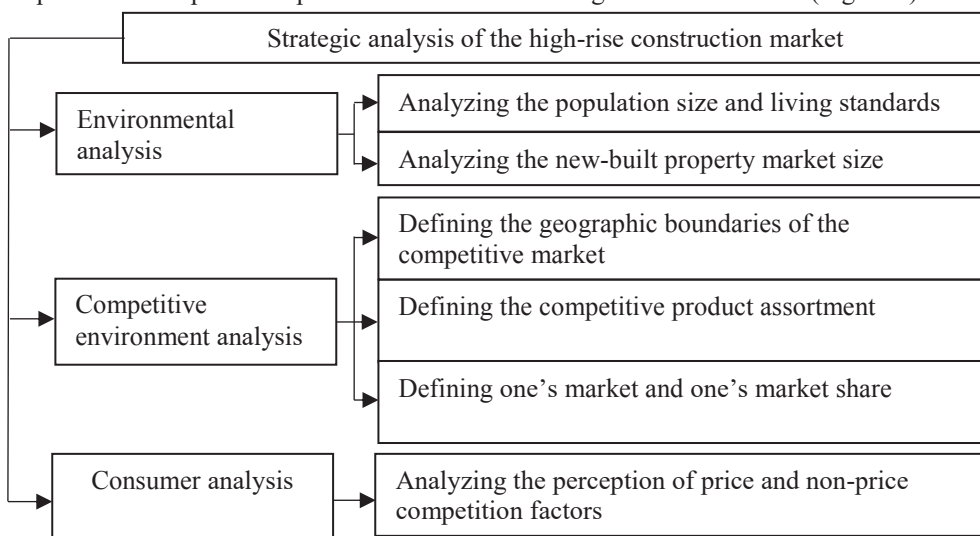 Strategic analysis of the high-rise construction market
Environmental
analysis
Analyzing the population size and living standards
Analyzing the new-built property market size
Competitive
environment analysis
Defining the geographic boundaries of the
competitive market
Defining the competitive product assortment
Defining one’s market and one’s market share
Consumer analysis
Analyzing the perception of price and non-price
competition factors